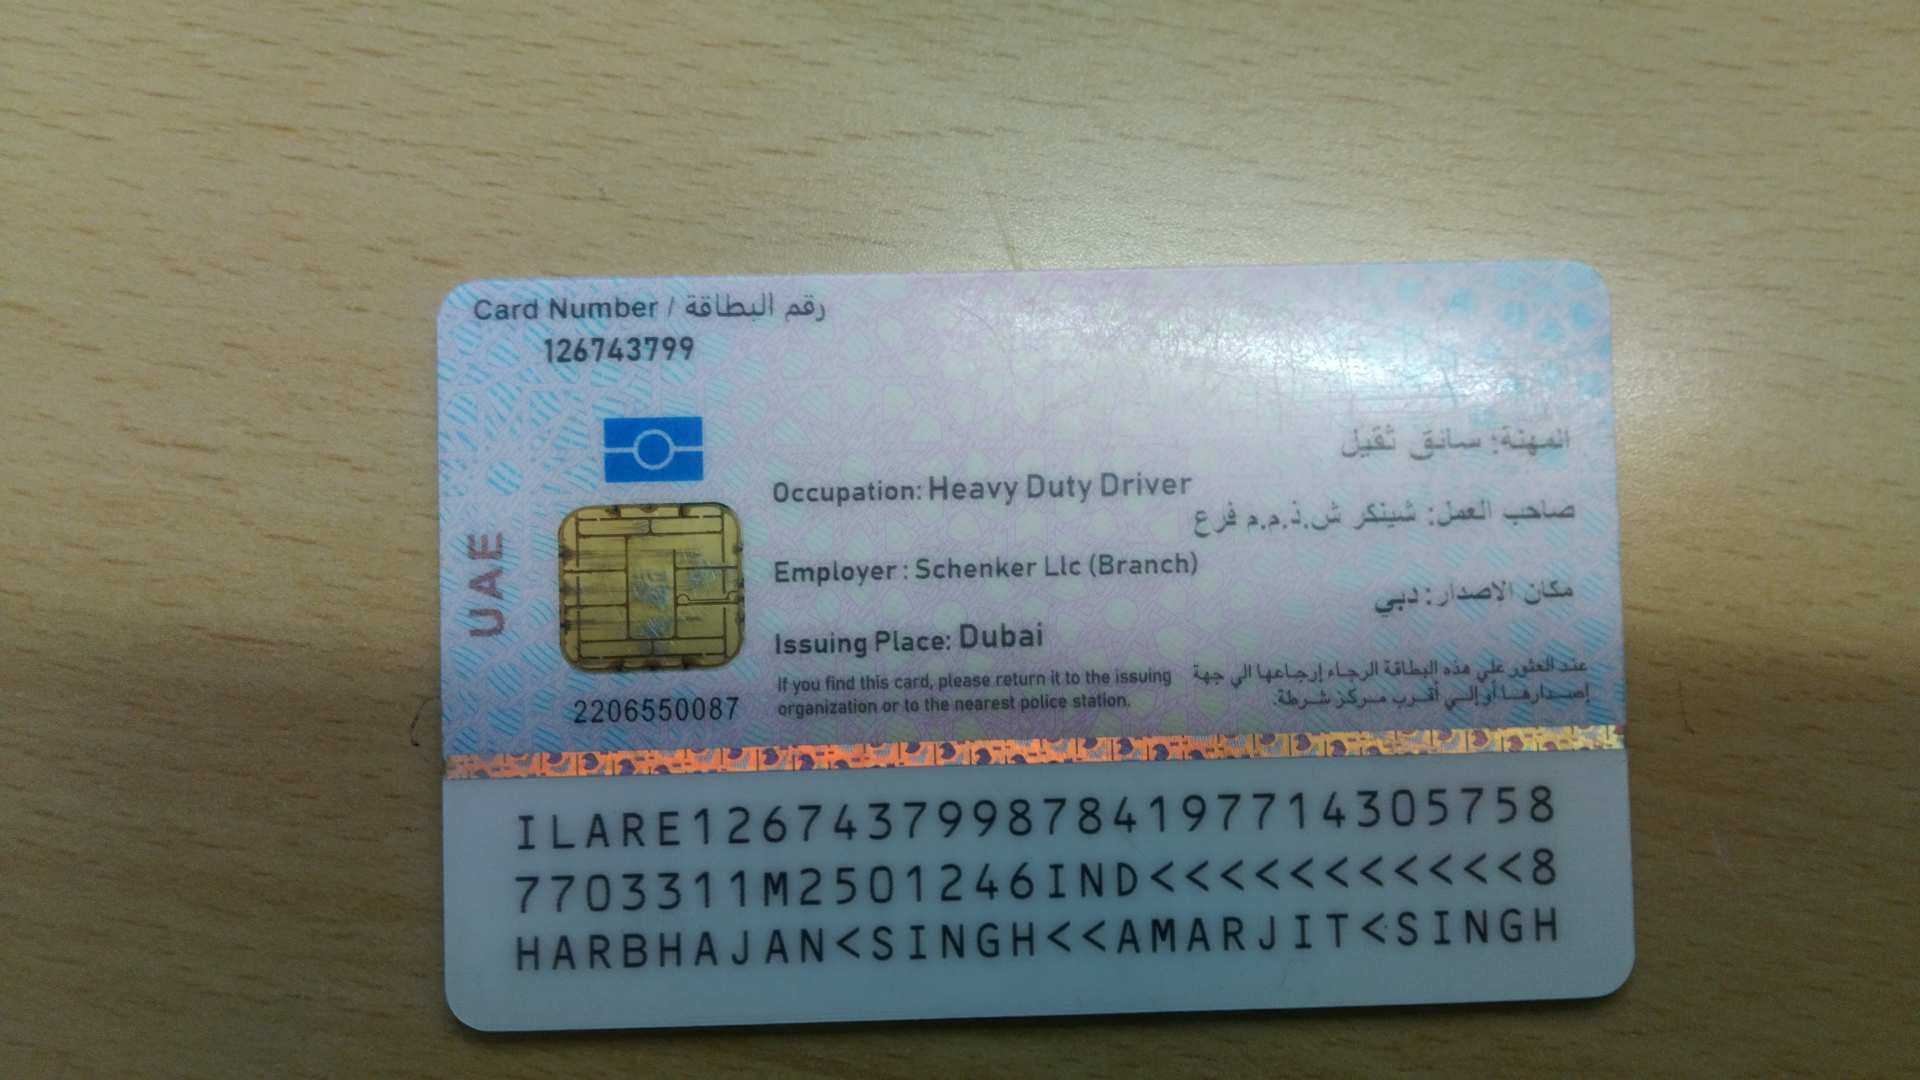 Card Number / رقم البطاقة
126743799
المهنة: سائق ثقيل
Occupation: Heavy Duty Driver
صاحب العمل: شينكر ش.ذ.م.م فرع
Employer : Schenker Llc (Branch)
مكان الاصدار: دبي
Issuing Place: Dubai
UAE
If you find this card, please return it to the issuing
organization or to the nearest police station.
عند العثور علي هذه البطاقة الرجاء إرجاعها الي جهة
إصدارها أو إلي أقرب مركز شرطة.
2206550087
ILARE1267437998784197714305758
7703311M2501246IND<<<<<<<<<<<8
HARBHAJAN<SINGH<<AMARJIT<SINGH